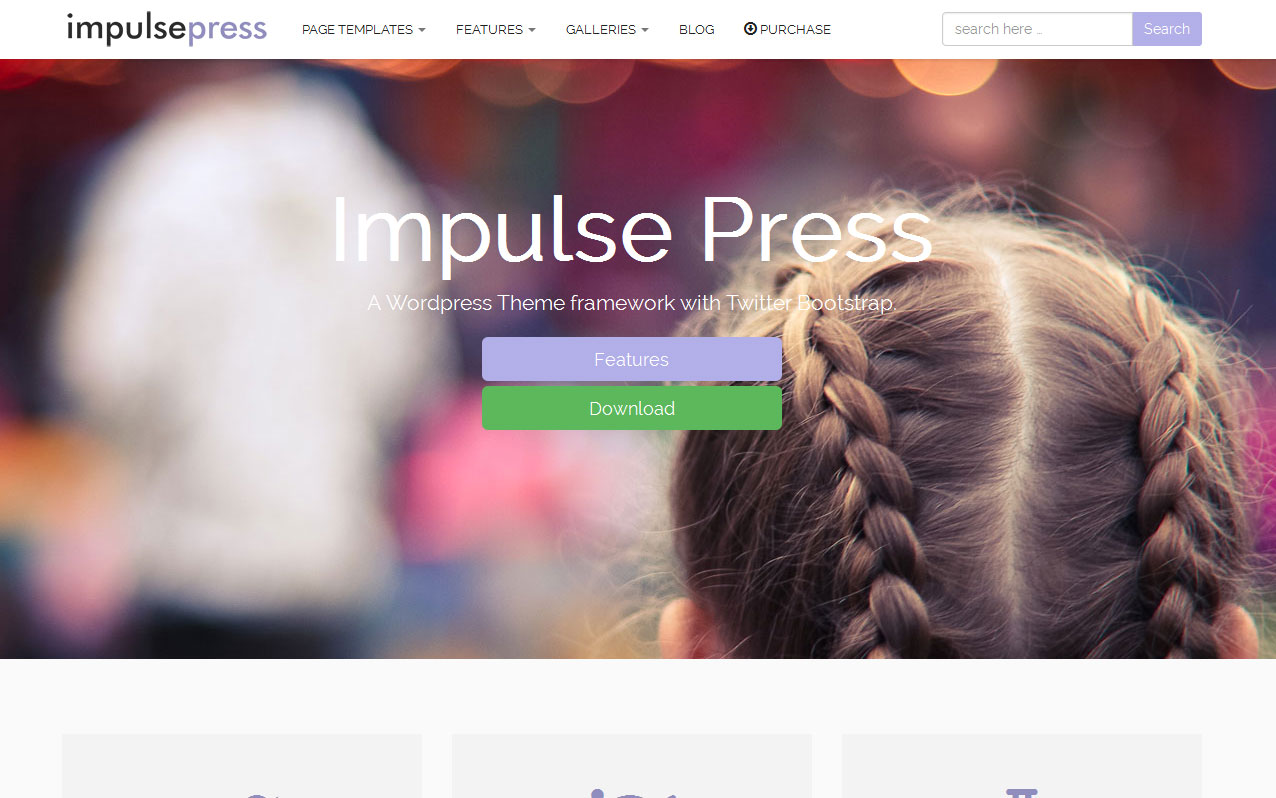 impulsepress
PAGE TEMPLATES
FEATURES
GALLERIES
BLOG
PURCHASE
search here ..
Search
Impulse Press
A Wordpress Theme framework with Twitter Bootstrap.
Features
Download